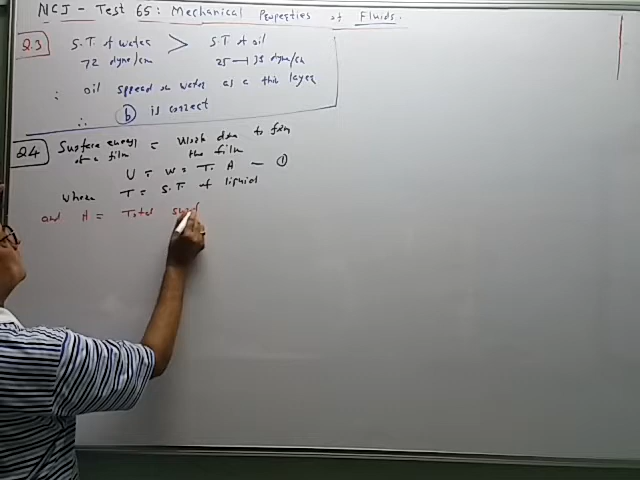 NCJ - Test 65: Mechanical Properties of Fluids.
23 S.T. of water > S.T. of oil
72 dyne/cm 25 — 35 dyne/cm
∴ oil spread on water as a thin layer
∴ (b) is correct
24 Surface energy of a film = Work done to form the film
U = W = T. A — ①
where T = S.T of liquid
and A = Total